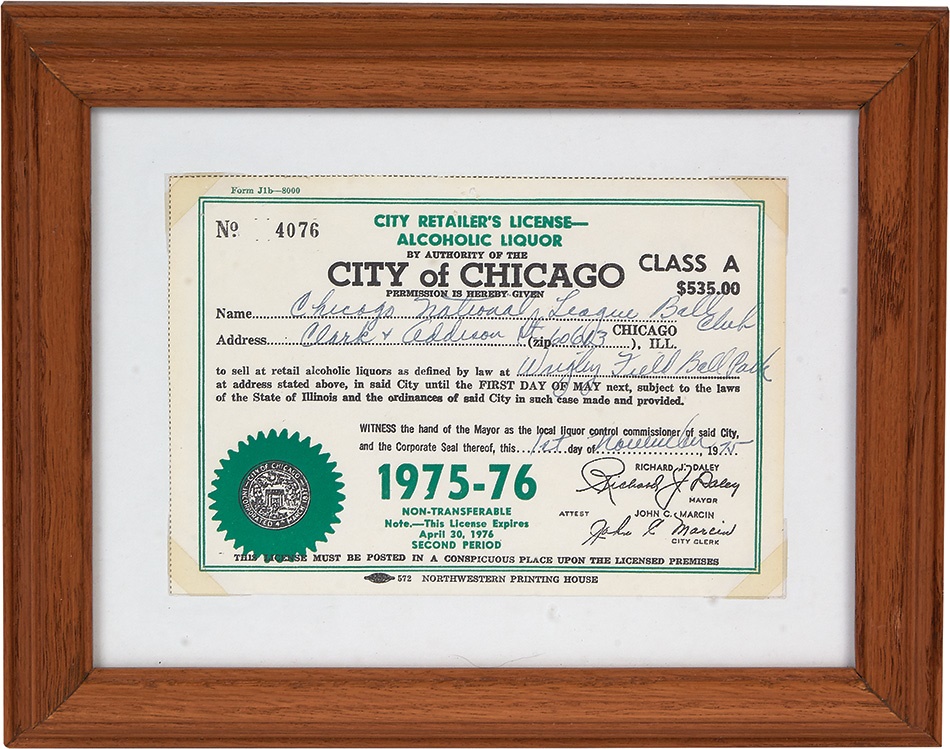 Form J1b—8000
No 4076
CITY RETAILER'S LICENSE—
ALCOHOLIC LIQUOR
BY AUTHORITY OF THE
CITY of CHICAGO
PERMISSION IS HEREBY GIVEN
CLASS A
$535.00
Name Chicago National League Ball Club
Address Clark & Addison St (zip 60613), CHICAGO ILL.
to sell at retail alcoholic liquors as defined by law at Wrigley Field Ball Park
at address stated above, in said City until the FIRST DAY OF MAY next, subject to the laws
of the State of Illinois and the ordinances of said City in such case made and provided.
WITNESS the hand of the Mayor as the local liquor control commissioner of said City,
and the Corporate Seal thereof, this 1st day of November, 1975
CITY OF CHICAGO
INCORPORATED 4th MARCH 1837
1975-76
NON-TRANSFERABLE
Note.—This License Expires
April 30, 1976
SECOND PERIOD
RICHARD J. DALEY
Richard J. Daley
MAYOR
ATTEST JOHN C. MARCIN
John C Marcin
CITY CLERK
THIS LICENSE MUST BE POSTED IN A CONSPICUOUS PLACE UPON THE LICENSED PREMISES
572 NORTHWESTERN PRINTING HOUSE